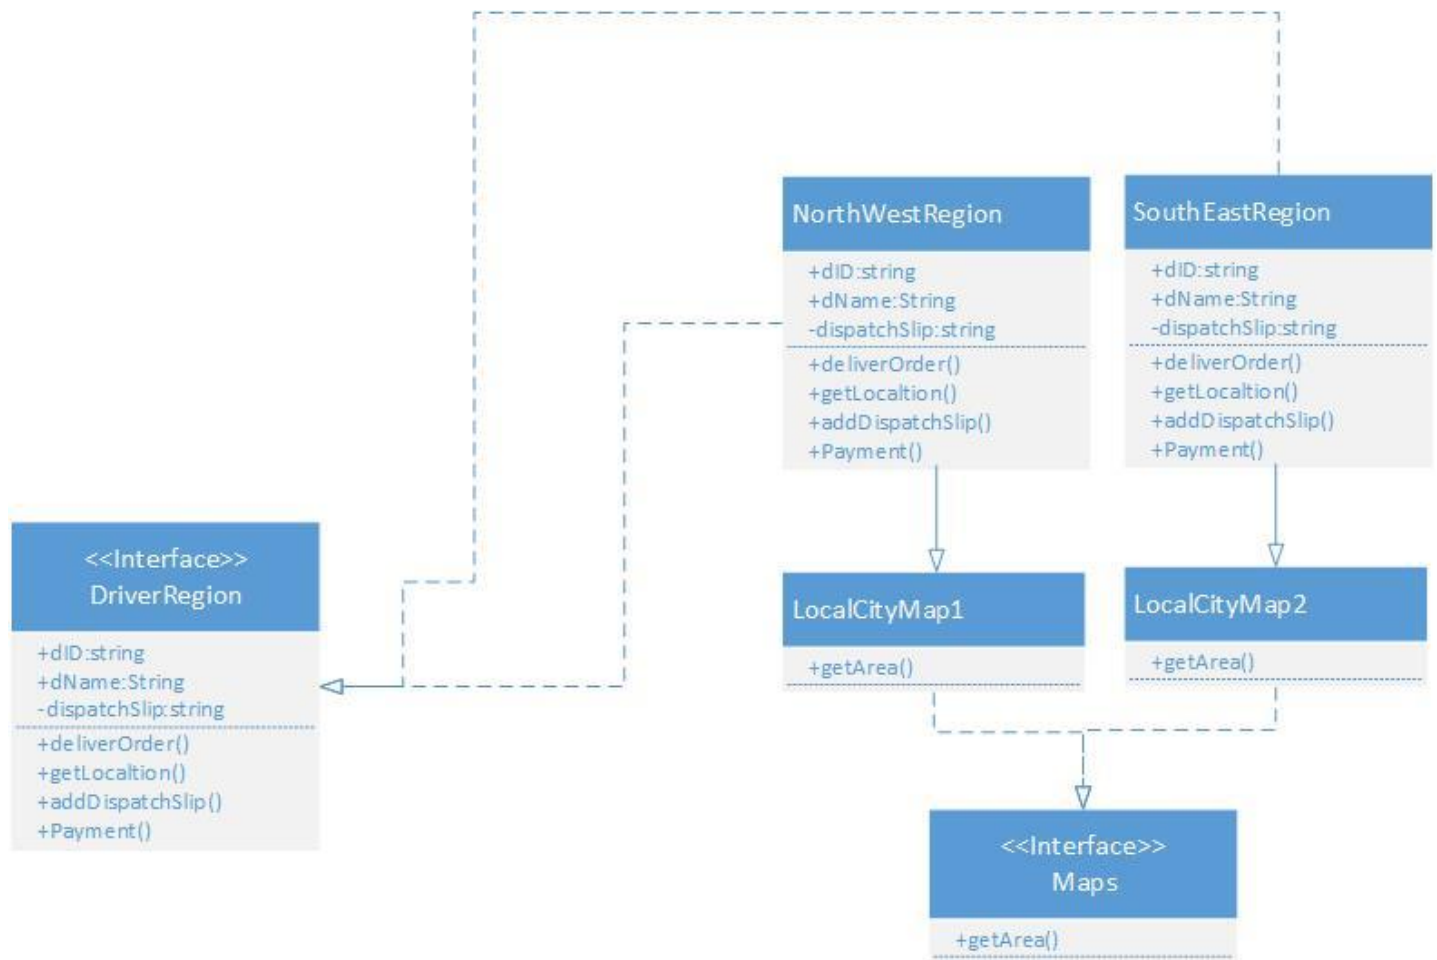 NorthWestRegion
+dID:string
+dName:String
-dispatchSlip:string
+deliverOrder()
+getLocaltion()
+addDispatchSlip()
+Payment()
SouthEastRegion
+dID:string
+dName:String
-dispatchSlip:string
+deliverOrder()
+getLocaltion()
+addDispatchSlip()
+Payment()
<<Interface>>
DriverRegion
+dID:string
+dName:String
-dispatchSlip:string
+deliverOrder()
+getLocaltion()
+addDispatchSlip()
+Payment()
LocalCityMap1
+getArea()
LocalCityMap2
+getArea()
<<Interface>>
Maps
+getArea()